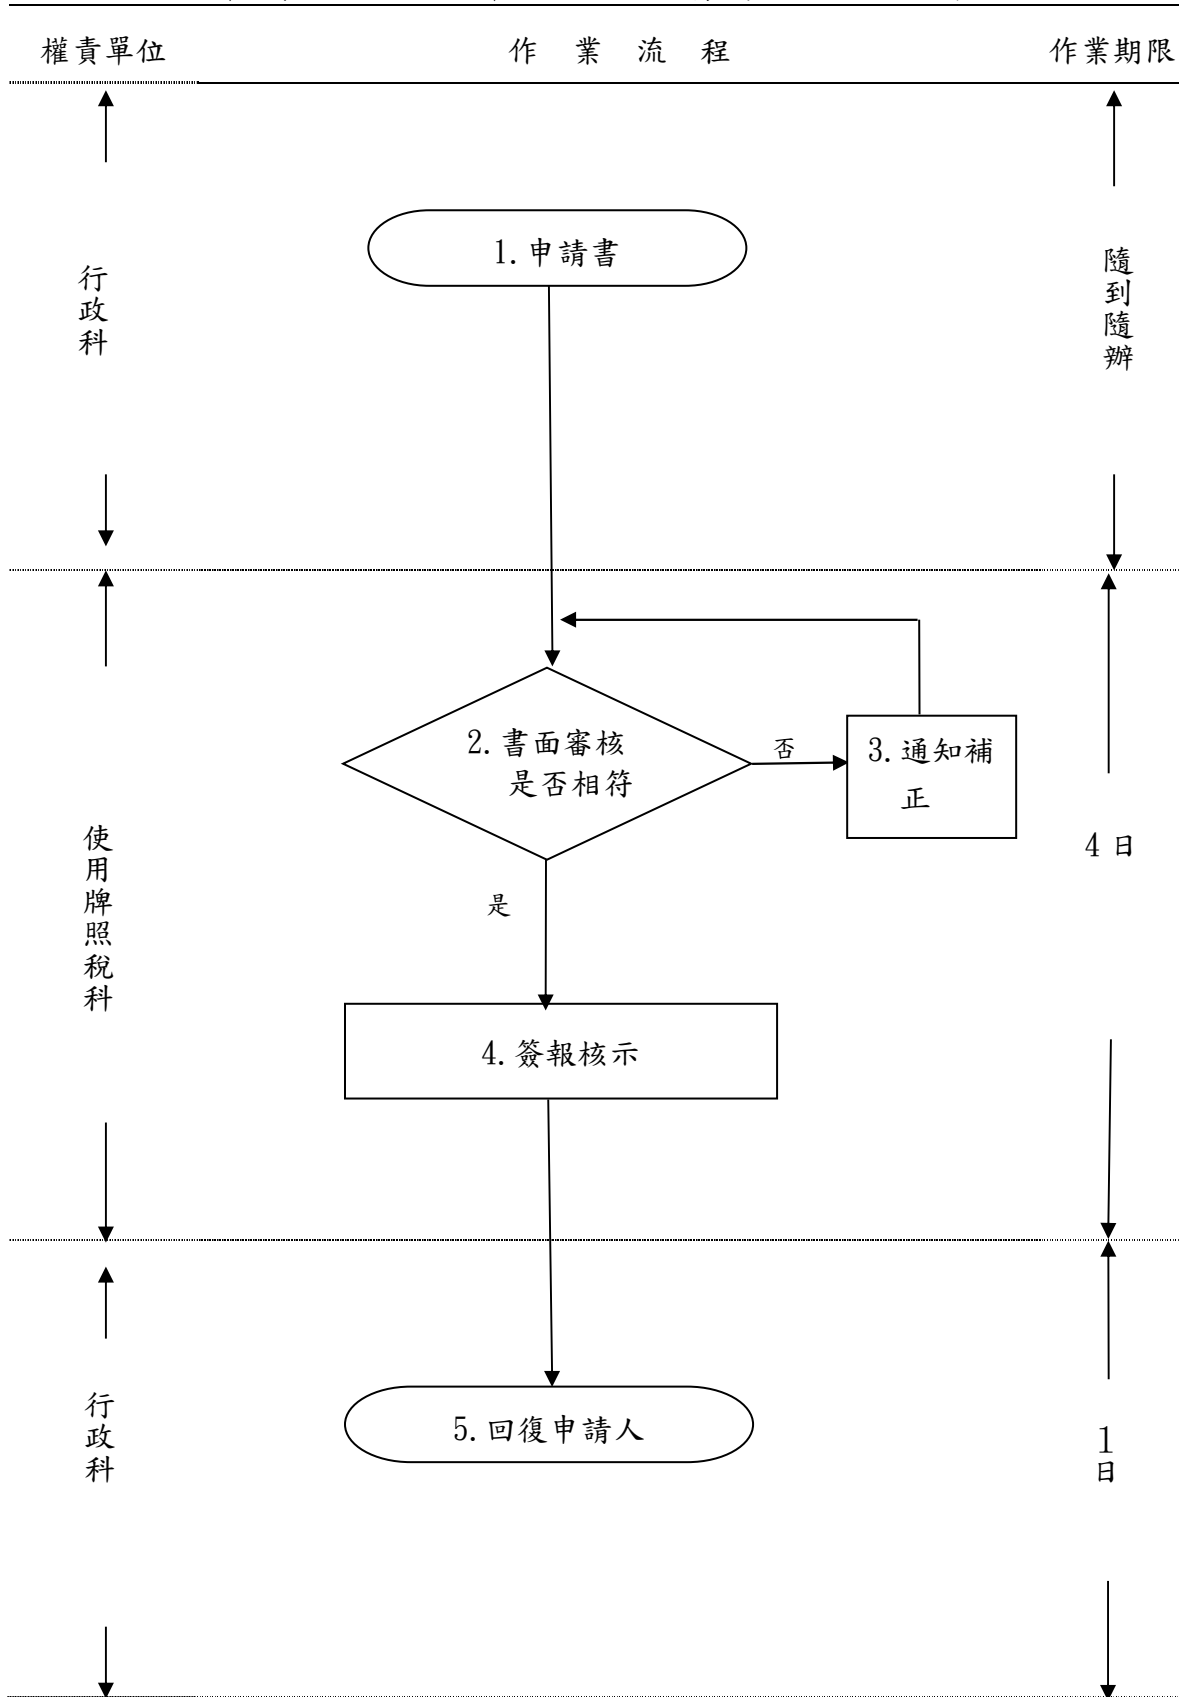 權責單位 作業流程 作業期限
1.申請書
行政科
隨到隨辦
2.書面審核
是否相符
否
3.通知補
正
使用牌照稅科
4日
是
4.簽報核示
行政科
5.回復申請人
1日